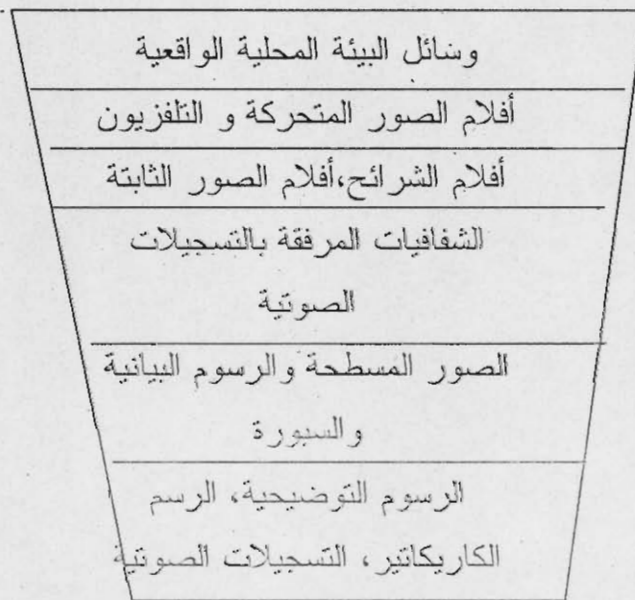 وسائل البيئة المحلية الواقعية
أفلام الصور المتحركة و التلفزيون
أفلام الشرائح،أفلام الصور الثابتة
الشفافيات المرفقة بالتسجيلات
الصوتية
الصور المسطحة والرسوم البيانية
والسبورة
الرسوم التوضيحية، الرسم
الكاريكاتير، التسجيلات الصوتية